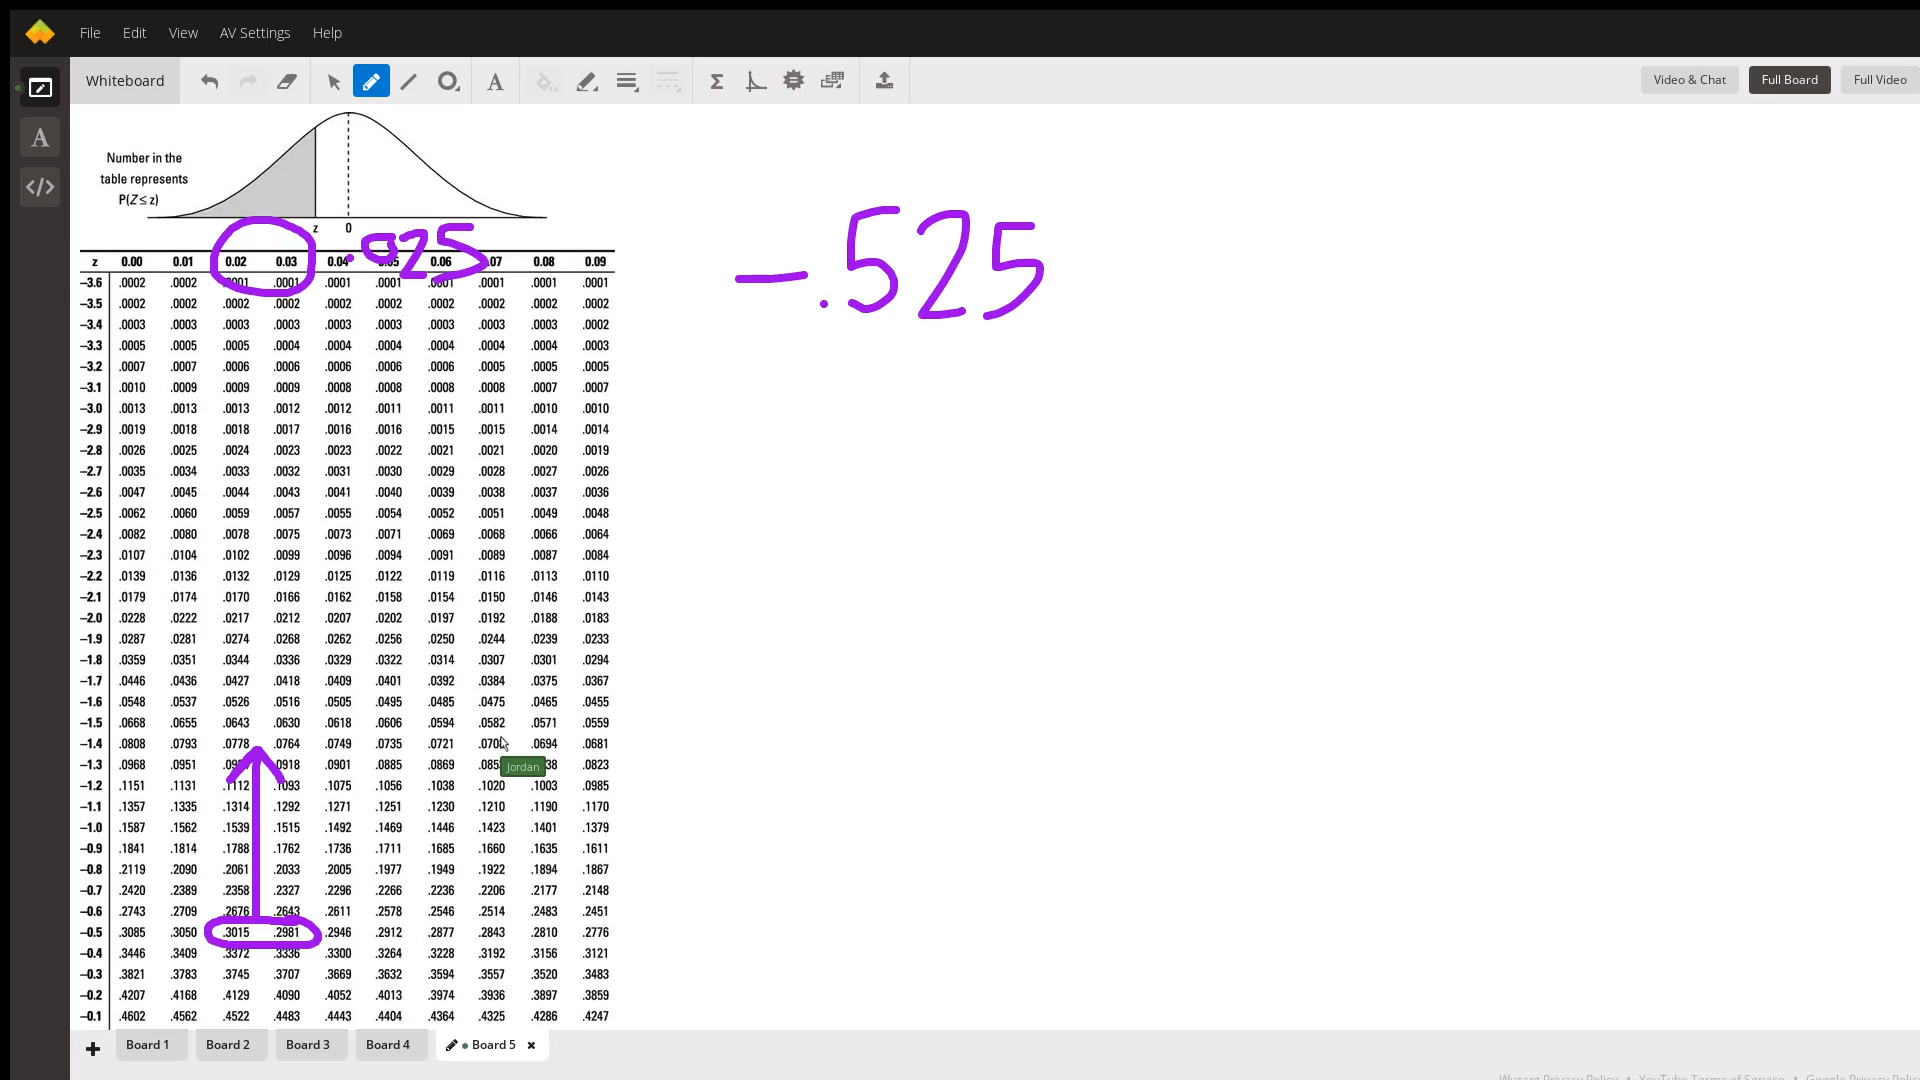 File Edit View AV Settings Help
Whiteboard A Σ Video & Chat Full Board Full Video
A
</>
Number in the
table represents
P(Z ≤ z)
z 0
-.525
.025
z 0.00 0.01 0.02 0.03 0.04 .05 0.06 .07 0.08 0.09
–3.6 .0002 .0002 .0001 .0001 .0001 .0001 .0001 .0001 .0001 .0001
–3.5 .0002 .0002 .0002 .0002 .0002 .0002 .0002 .0002 .0002 .0002
–3.4 .0003 .0003 .0003 .0003 .0003 .0003 .0003 .0003 .0003 .0002
–3.3 .0005 .0005 .0005 .0004 .0004 .0004 .0004 .0004 .0004 .0003
–3.2 .0007 .0007 .0006 .0006 .0006 .0006 .0006 .0005 .0005 .0005
–3.1 .0010 .0009 .0009 .0009 .0008 .0008 .0008 .0008 .0007 .0007
–3.0 .0013 .0013 .0013 .0012 .0012 .0011 .0011 .0011 .0010 .0010
–2.9 .0019 .0018 .0018 .0017 .0016 .0016 .0015 .0015 .0014 .0014
–2.8 .0026 .0025 .0024 .0023 .0023 .0022 .0021 .0021 .0020 .0019
–2.7 .0035 .0034 .0033 .0032 .0031 .0030 .0029 .0028 .0027 .0026
–2.6 .0047 .0045 .0044 .0043 .0041 .0040 .0039 .0038 .0037 .0036
–2.5 .0062 .0060 .0059 .0057 .0055 .0054 .0052 .0051 .0049 .0048
–2.4 .0082 .0080 .0078 .0075 .0073 .0071 .0069 .0068 .0066 .0064
–2.3 .0107 .0104 .0102 .0099 .0096 .0094 .0091 .0089 .0087 .0084
–2.2 .0139 .0136 .0132 .0129 .0125 .0122 .0119 .0116 .0113 .0110
–2.1 .0179 .0174 .0170 .0166 .0162 .0158 .0154 .0150 .0146 .0143
–2.0 .0228 .0222 .0217 .0212 .0207 .0202 .0197 .0192 .0188 .0183
–1.9 .0287 .0281 .0274 .0268 .0262 .0256 .0250 .0244 .0239 .0233
–1.8 .0359 .0351 .0344 .0336 .0329 .0322 .0314 .0307 .0301 .0294
–1.7 .0446 .0436 .0427 .0418 .0409 .0401 .0392 .0384 .0375 .0367
–1.6 .0548 .0537 .0526 .0516 .0505 .0495 .0485 .0475 .0465 .0455
–1.5 .0668 .0655 .0643 .0630 .0618 .0606 .0594 .0582 .0571 .0559
–1.4 .0808 .0793 .0778 .0764 .0749 .0735 .0721 .0694 .0681
–1.3 .0968 .0951 .0918 .0901 .0885 .0869 .0823
Jordan
–1.2 .1151 .1131 .1112 .1093 .1075 .1056 .1038 .1020 .1003 .0985
–1.1 .1357 .1335 .1314 .1292 .1271 .1251 .1230 .1210 .1190 .1170
–1.0 .1587 .1562 .1539 .1515 .1492 .1469 .1446 .1423 .1401 .1379
–0.9 .1841 .1814 .1788 .1762 .1736 .1711 .1685 .1660 .1635 .1611
–0.8 .2119 .2090 .2061 .2033 .2005 .1977 .1949 .1922 .1894 .1867
–0.7 .2420 .2389 .2358 .2327 .2296 .2266 .2236 .2206 .2177 .2148
–0.6 .2743 .2709 .2676 .2643 .2611 .2578 .2546 .2514 .2483 .2451
–0.5 .3085 .3050 .3015 .2981 .2946 .2912 .2877 .2843 .2810 .2776
–0.4 .3446 .3409 .3372 .3336 .3300 .3264 .3228 .3192 .3156 .3121
–0.3 .3821 .3783 .3745 .3707 .3669 .3632 .3594 .3557 .3520 .3483
–0.2 .4207 .4168 .4129 .4090 .4052 .4013 .3974 .3936 .3897 .3859
–0.1 .4602 .4562 .4522 .4483 .4443 .4404 .4364 .4325 .4286 .4247
Board 1 Board 2 Board 3 Board 4 Board 5
Wyzant Privacy Policy • YouTube Terms of Service • Google Privacy Polic